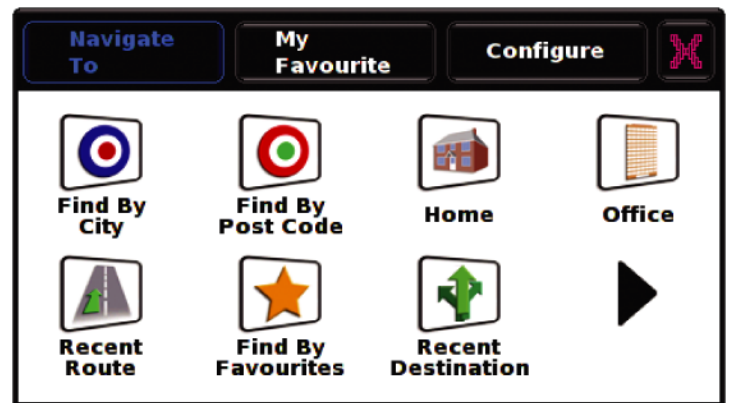 Navigate
To
My
Favourite
Configure
Find By
City
Find By
Post Code
Home
Office
Recent
Route
Find By
Favourites
Recent
Destination